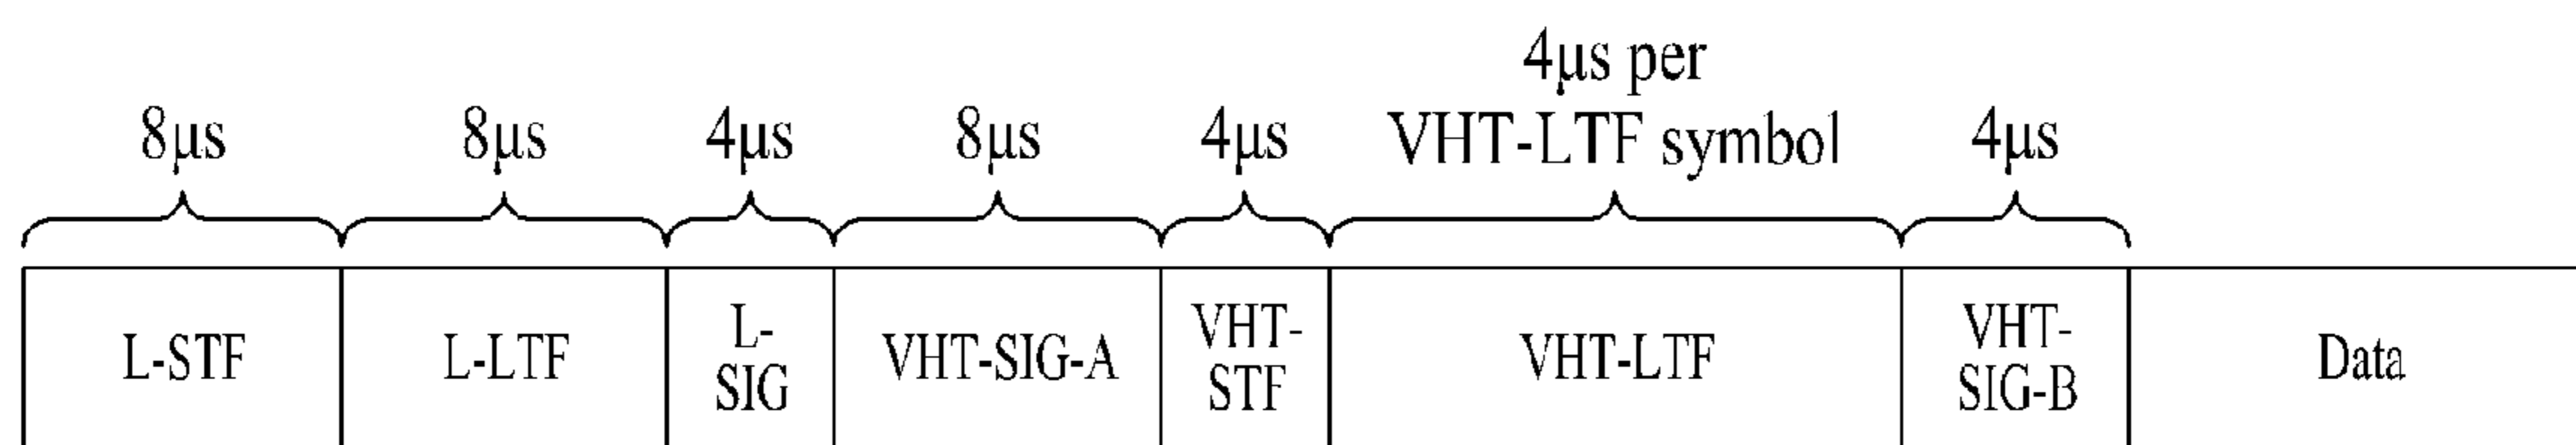 4μs per
8μs 8μs 4μs 8μs 4μs VHT-LTF symbol 4μs
L-STF L-LTF L-
SIG VHT-SIG-A VHT-
STF VHT-LTF VHT-
SIG-B Data